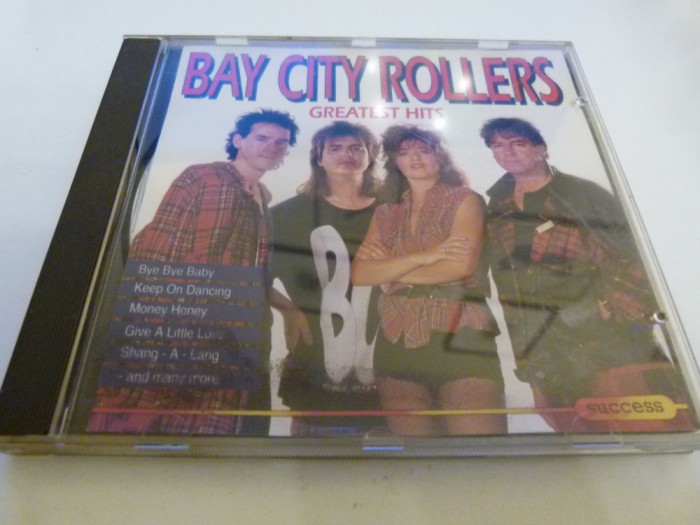 BAY CITY ROLLERS
GREATEST HITS
Bye Bye Baby
Keep On Dancing
Money Honey
Give A Little Love
Shang - A - Lang
- and many more
success